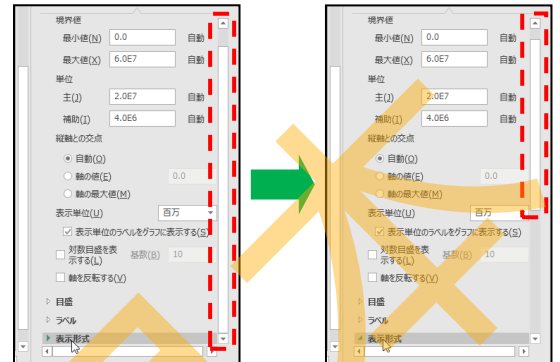 境界値
最小値(N) 0.0 自動
最大値(X) 6.0E7 自動
単位
主(J) 2.0E7 自動
補助(I) 4.0E6 自動
縦軸との交点
自動(O)
軸の値(E) 0.0
軸の最大値(M)
表示単位(U) 百万
表示単位のラベルをグラフに表示する(S)
対数目盛を表
示する(L) 基数(B) 10
軸を反転する(V)
目盛
ラベル
表示形式
境界値
最小値(N) 0.0 自動
最大値(X) 6.0E7 自動
単位
主(J) 2.0E7 自動
補助(I) 4.0E6 自動
縦軸との交点
自動(O)
軸の値(E) 0.0
軸の最大値(M)
表示単位(U) 百万
表示単位のラベルをグラフに表示する(S)
対数目盛を表
示する(L) 基数(B) 10
軸を反転する(V)
目盛
ラベル
表示形式